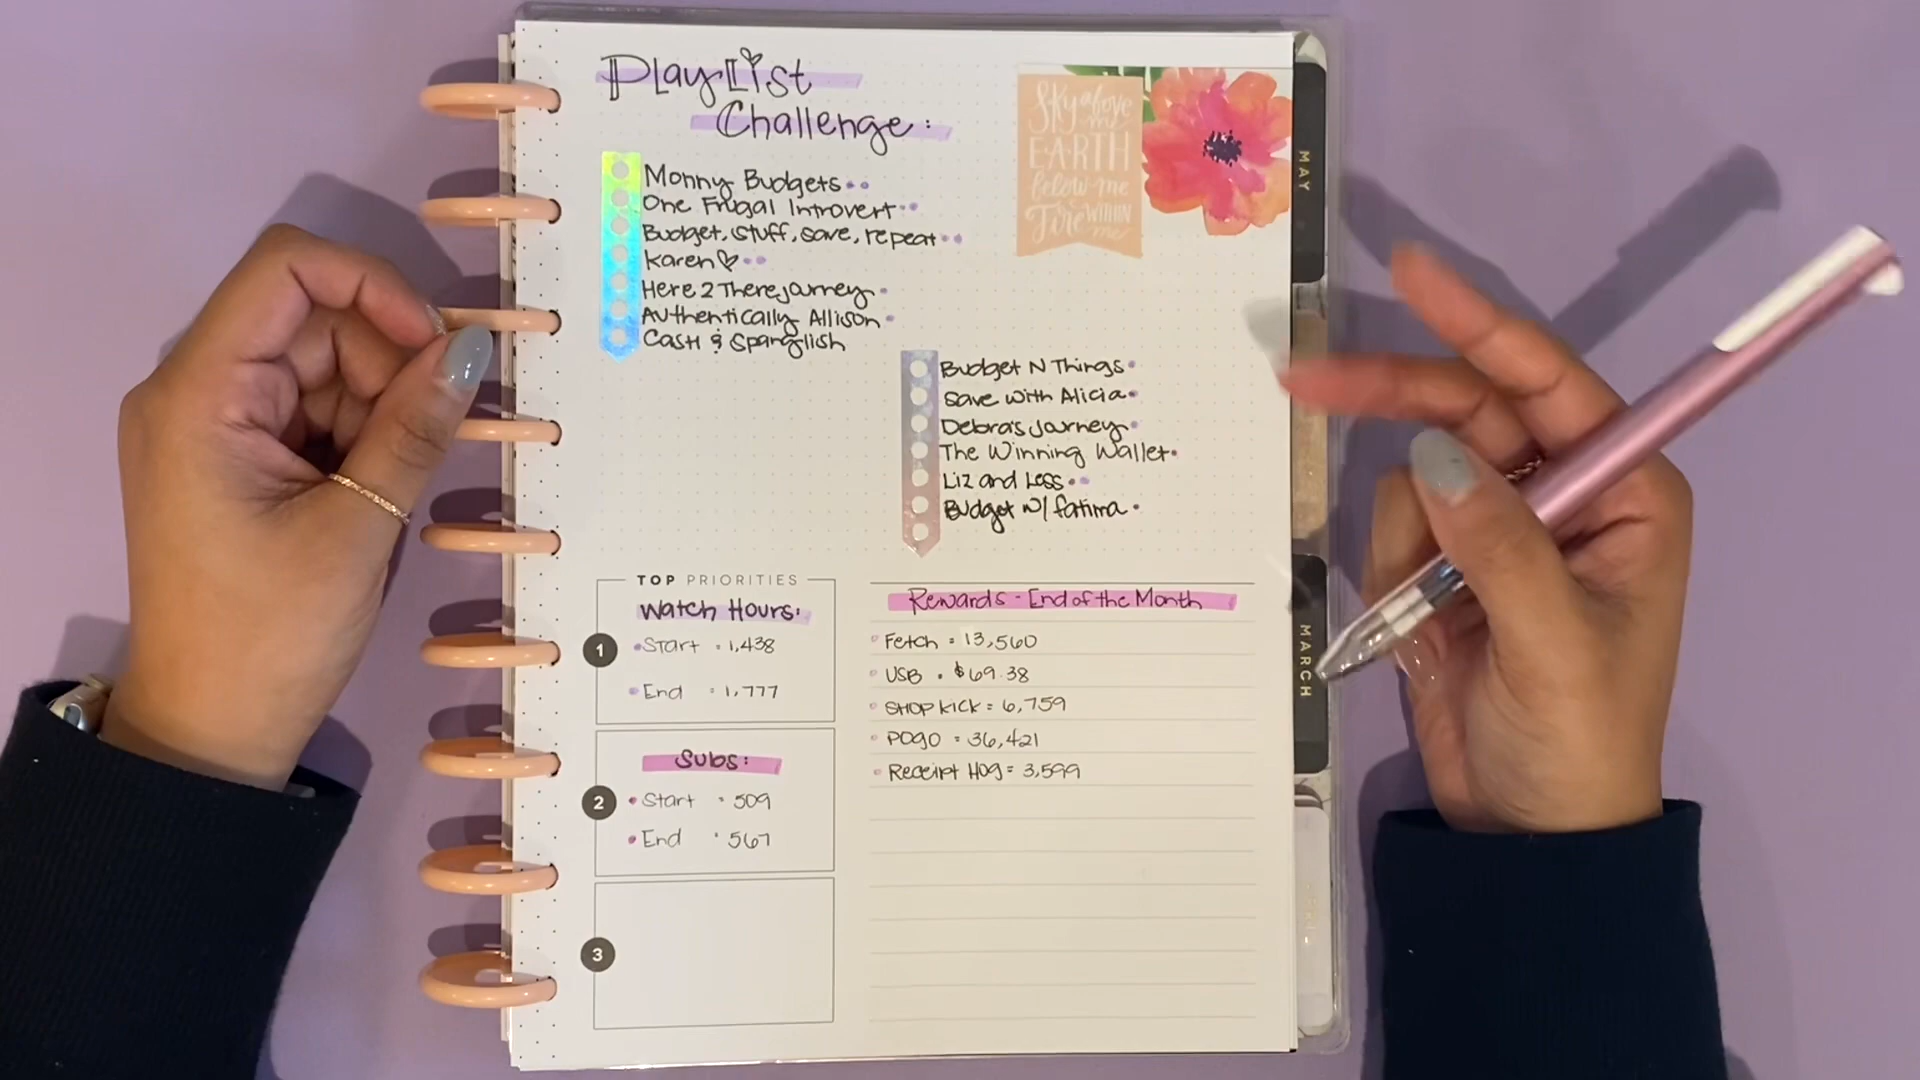 PlayList
Challenge:
Monny Budgets
One Frugal Introvert
Budget, stuff, save, repeat
Karen♡
Here 2 There Journey
Authentically Allison
Cash & Spanglish
Sky above
me
EARTH
below me
Fire WITHIN
me
Budget N Things
Save with Alicia
Debra's Journey
The Winning Wallet
Liz and Less
Budget w/ fatima
TOP PRIORITIES
Watch Hours:
1
Start = 1,438
End = 1,777
Subs:
2
Start = 509
End = 567
3
Rewards - End of the Month
Fetch = 13,560
USB = $69.38
SHOPKICK = 6,759
POGO = 36,421
Receipt Hog = 3,599
MAY
MARCH